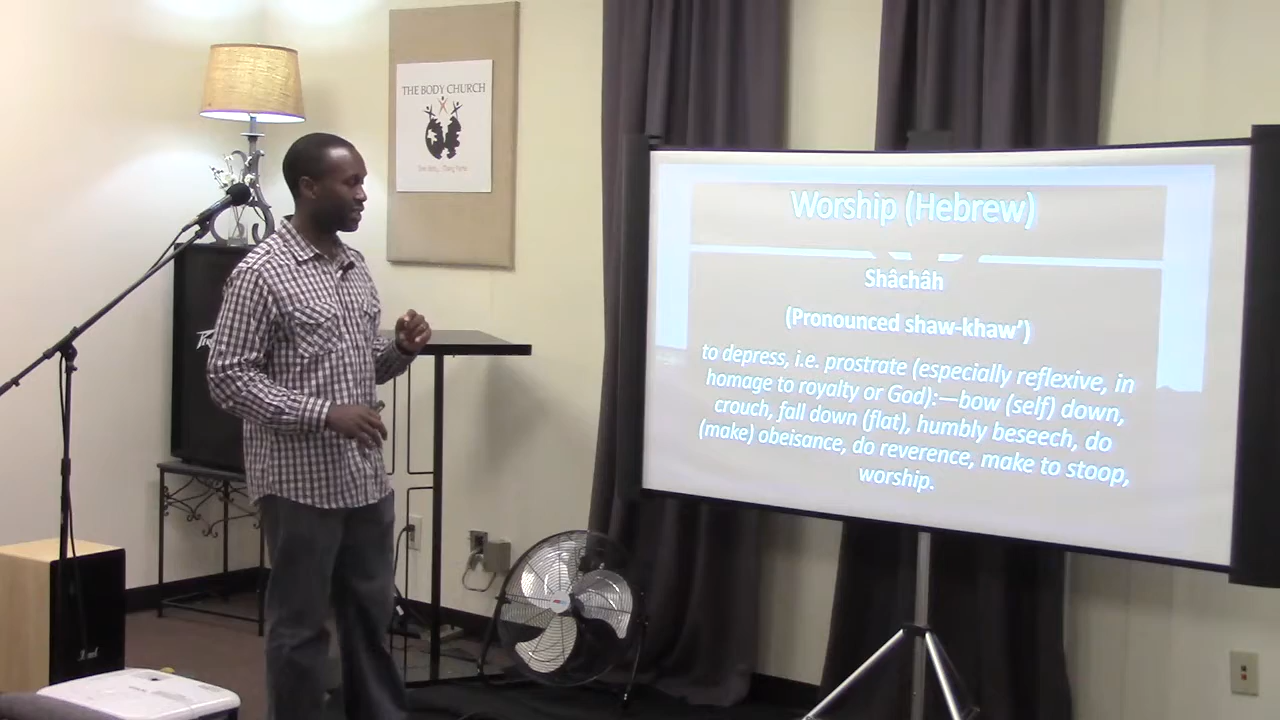 THE BODY CHURCH
Worship (Hebrew)
Shâchâh
(Pronounced shaw-khaw’)
to depress, i.e. prostrate (especially reflexive, in
homage to royalty or God):—bow (self) down,
crouch, fall down (flat), humbly beseech, do
(make) obeisance, do reverence, make to stoop,
worship.